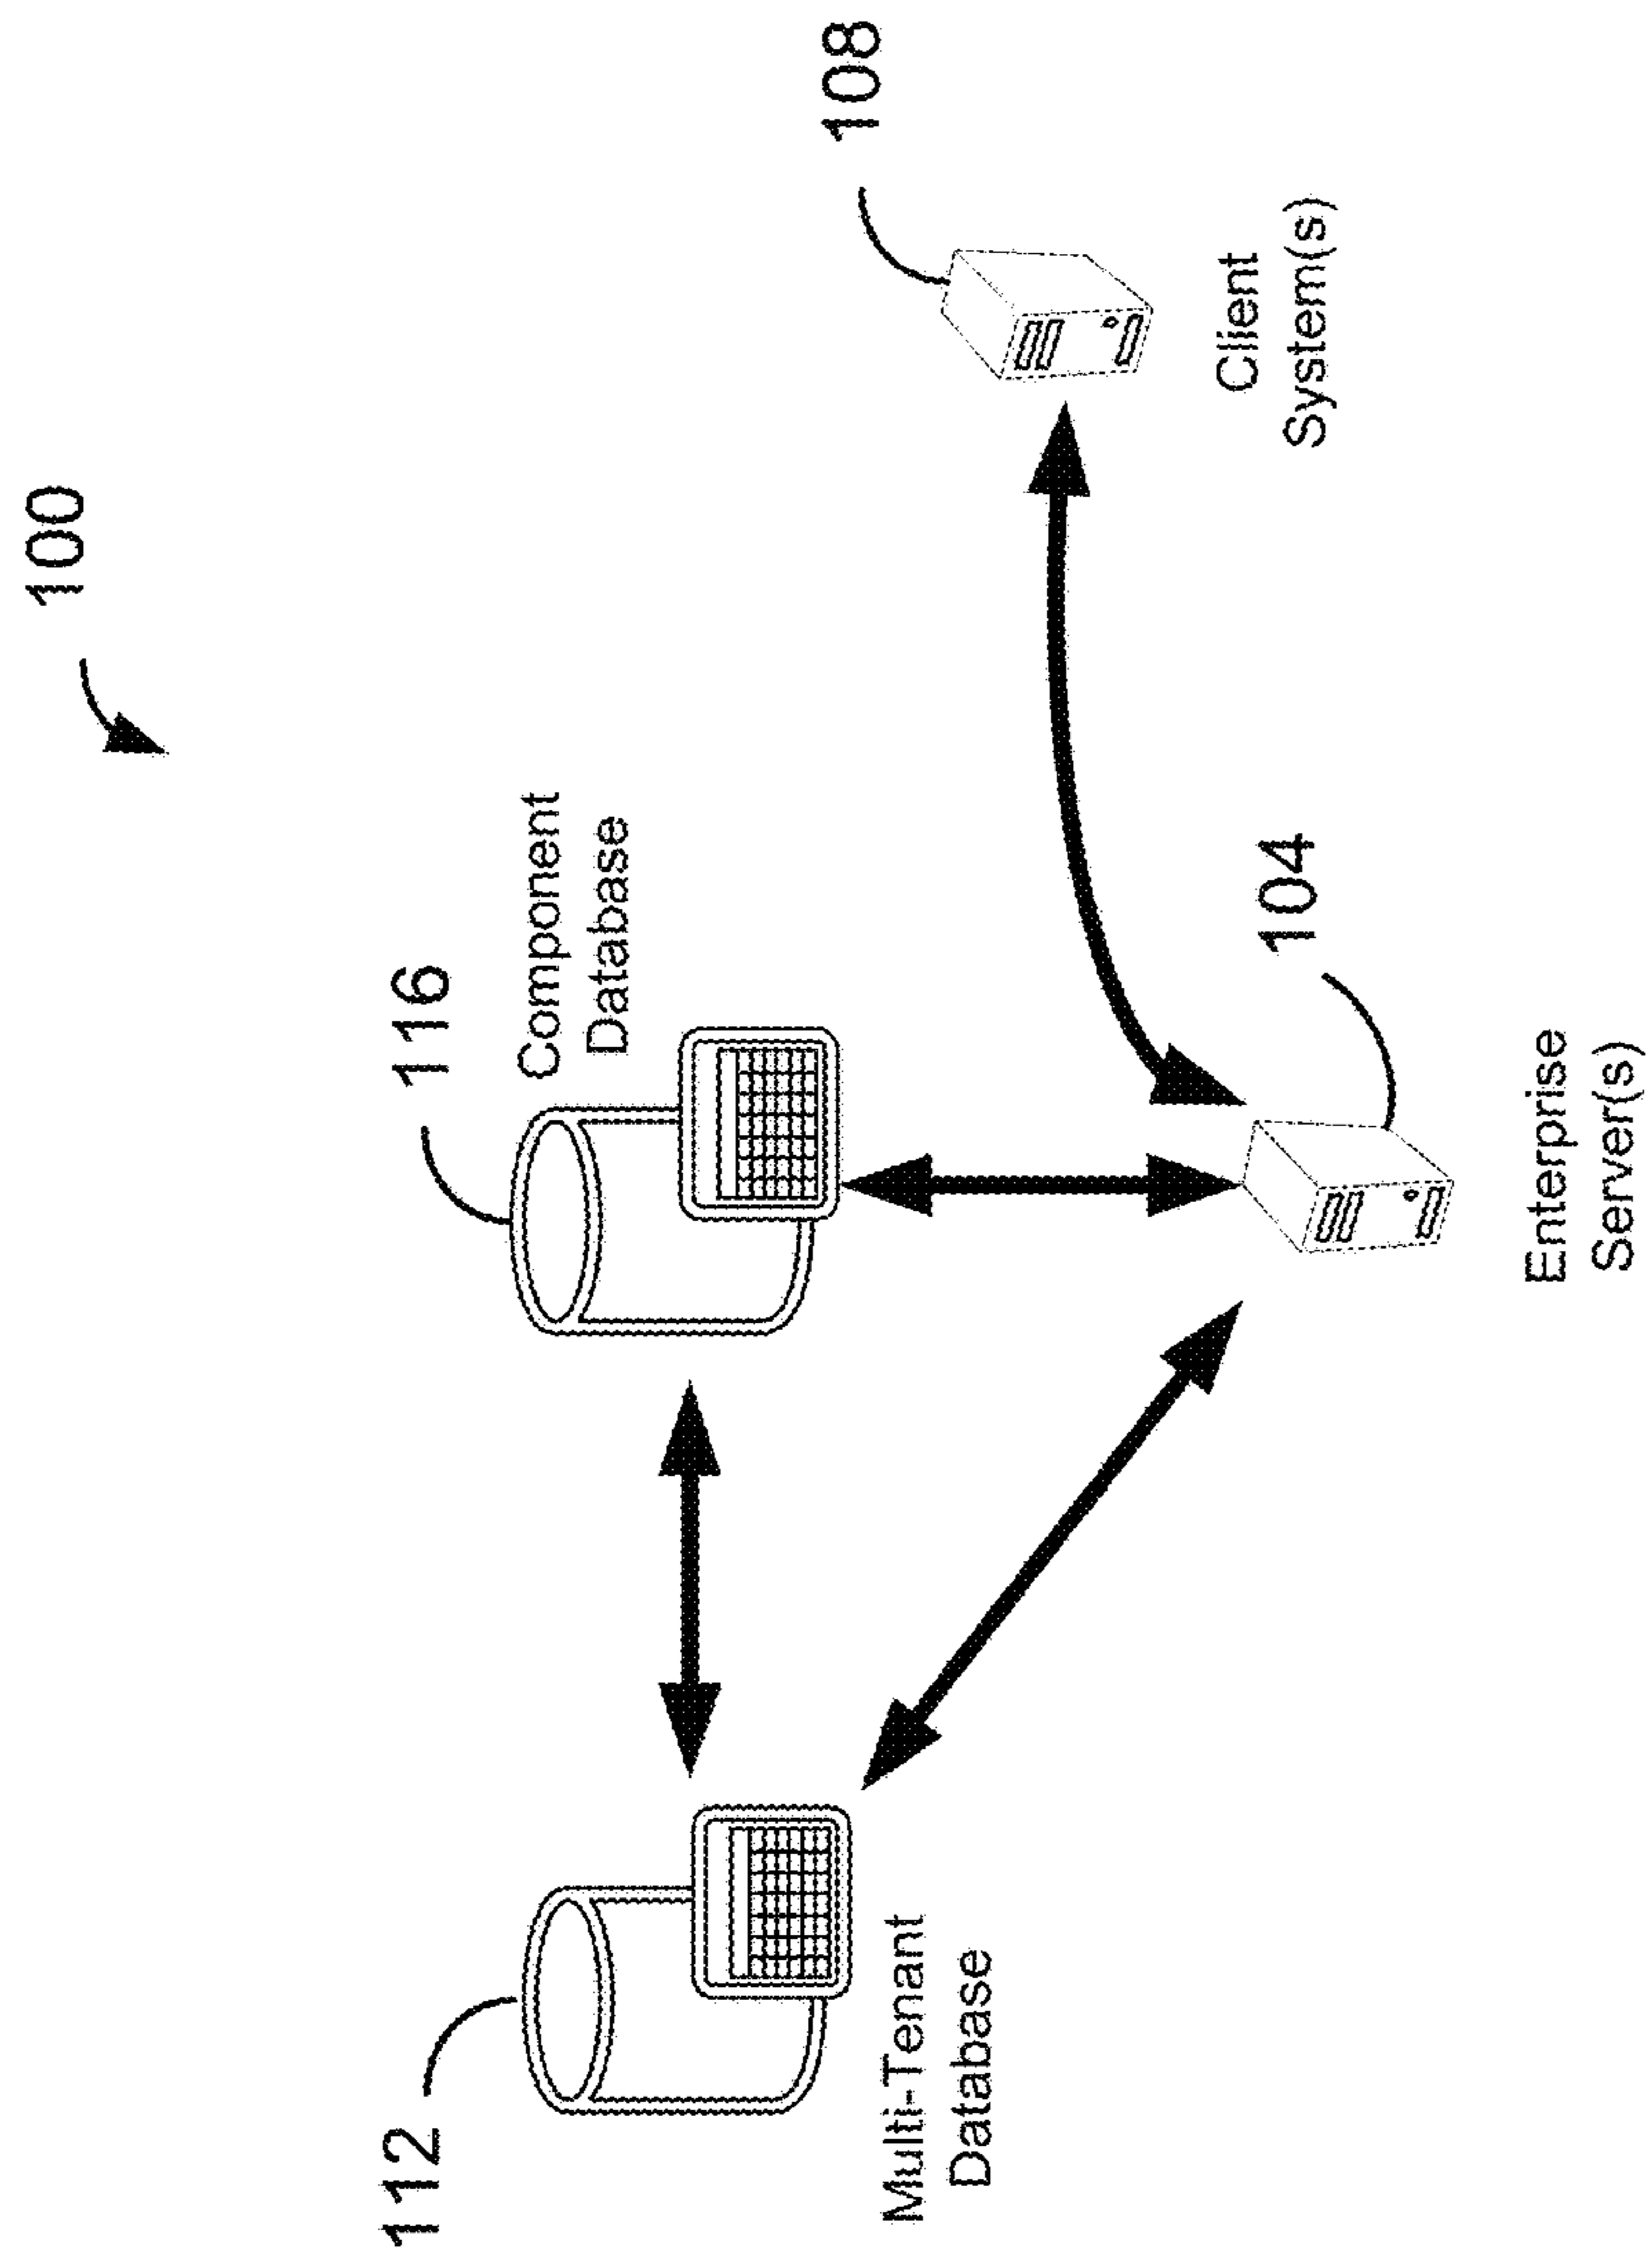 100
112
116
Component
Database
108
Multi-Tenant
Database
104
Client
System(s)
Enterprise
Server(s)